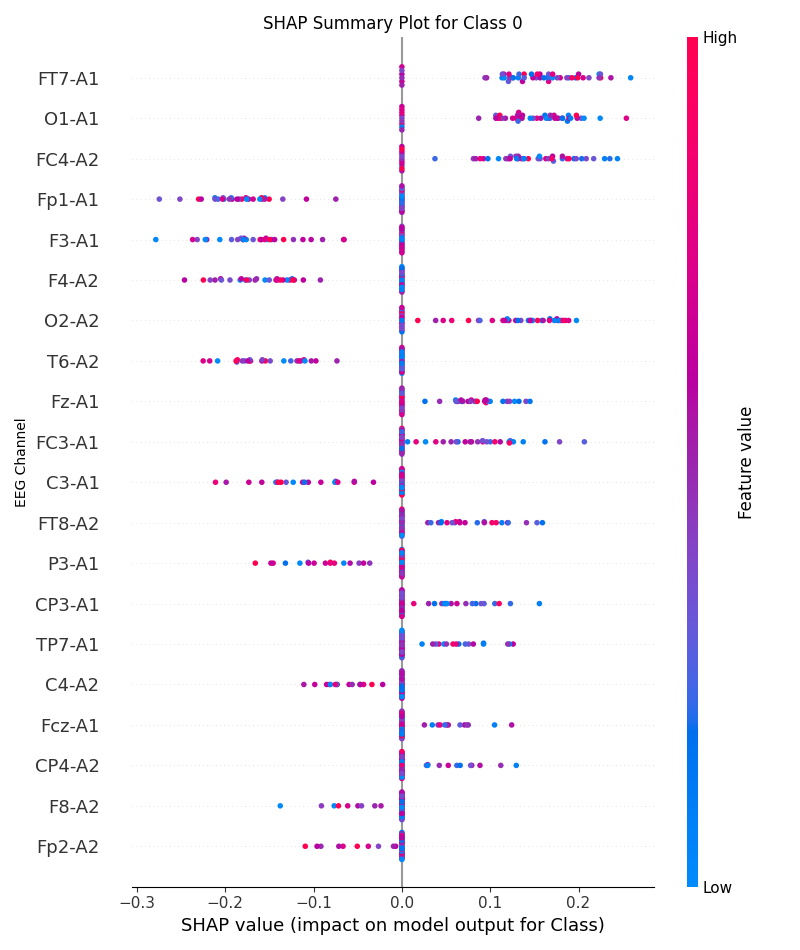 SHAP Summary Plot for Class 0
High
FT7-A1
O1-A1
FC4-A2
Fp1-A1
F3-A1
F4-A2
O2-A2
T6-A2
Fz-A1
FC3-A1
C3-A1
FT8-A2
P3-A1
CP3-A1
TP7-A1
C4-A2
Fcz-A1
CP4-A2
F8-A2
Fp2-A2
EEG Channel
Feature value
Low
−0.3 −0.2 −0.1 0.0 0.1 0.2
SHAP value (impact on model output for Class)